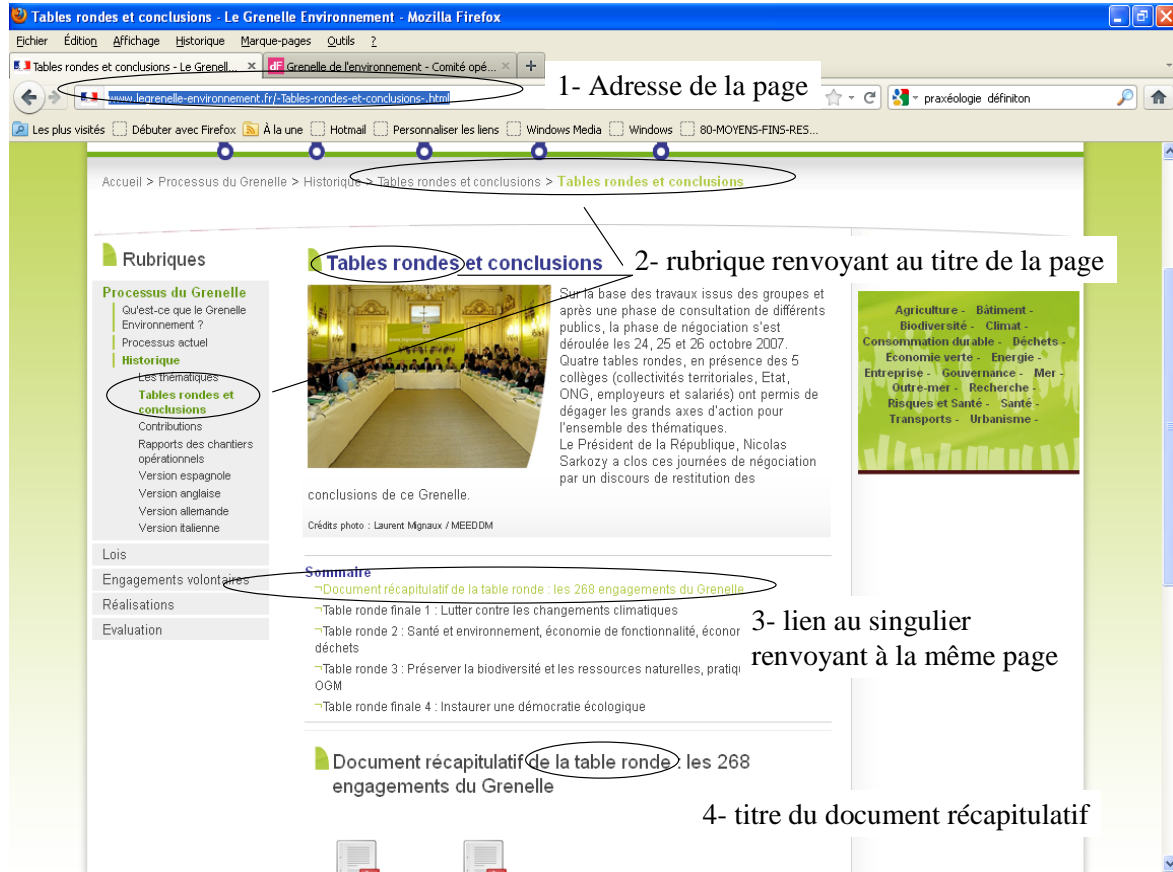 Tables rondes et conclusions - Le Grenelle Environnement - Mozilla Firefox
Fichier Édition Affichage Historique Marque-pages Outils ?
Tables rondes et conclusions - Le Grenell... × dF Grenelle de l'environnement - Comité opé... × +
1- Adresse de la page
www.legrenelle-environnement.fr/-Tables-rondes-et-conclusions-.html
praxéologie définiton
Les plus visités Débuter avec Firefox À la une Hotmail Personnaliser les liens Windows Media Windows 80-MOYENS-FINS-RES...
Accueil > Processus du Grenelle > Historique > Tables rondes et conclusions > Tables rondes et conclusions
2- rubrique renvoyant au titre de la page
Rubriques
Processus du Grenelle
Qu'est-ce que le Grenelle
Environnement ?
Processus actuel
Historique
Les thématiques
Tables rondes et
conclusions
Contributions
Rapports des chantiers
opérationnels
Version espagnole
Version anglaise
Version allemande
Version italienne
Lois
Engagements volontaires
Réalisations
Evaluation
Tables rondes et conclusions
Sur la base des travaux issus des groupes et
après une phase de consultation de différents
publics, la phase de négociation s'est
déroulée les 24, 25 et 26 octobre 2007.
Quatre tables rondes, en présence des 5
collèges (collectivités territoriales, Etat,
ONG, employeurs et salariés) ont permis de
dégager les grands axes d'action pour
l'ensemble des thématiques.
Le Président de la République, Nicolas
Sarkozy a clos ces journées de négociation
par un discours de restitution des
conclusions de ce Grenelle.
Crédits photo : Laurent Mignaux / MEEDDM
Agriculture - Bâtiment -
Biodiversité - Climat -
Consommation durable - Déchets -
Economie verte - Energie -
Entreprise - Gouvernance - Mer -
Outre-mer - Recherche -
Risques et Santé - Santé -
Transports - Urbanisme -
Sommaire
¬Document récapitulatif de la table ronde : les 268 engagements du Grenelle
¬Table ronde finale 1 : Lutter contre les changements climatiques
¬Table ronde 2 : Santé et environnement, économie de fonctionnalité, économ
déchets
¬Table ronde 3 : Préserver la biodiversité et les ressources naturelles, pratiqu
OGM
¬Table ronde finale 4 : Instaurer une démocratie écologique
3- lien au singulier
renvoyant à la même page
Document récapitulatif de la table ronde : les 268
engagements du Grenelle
4- titre du document récapitulatif